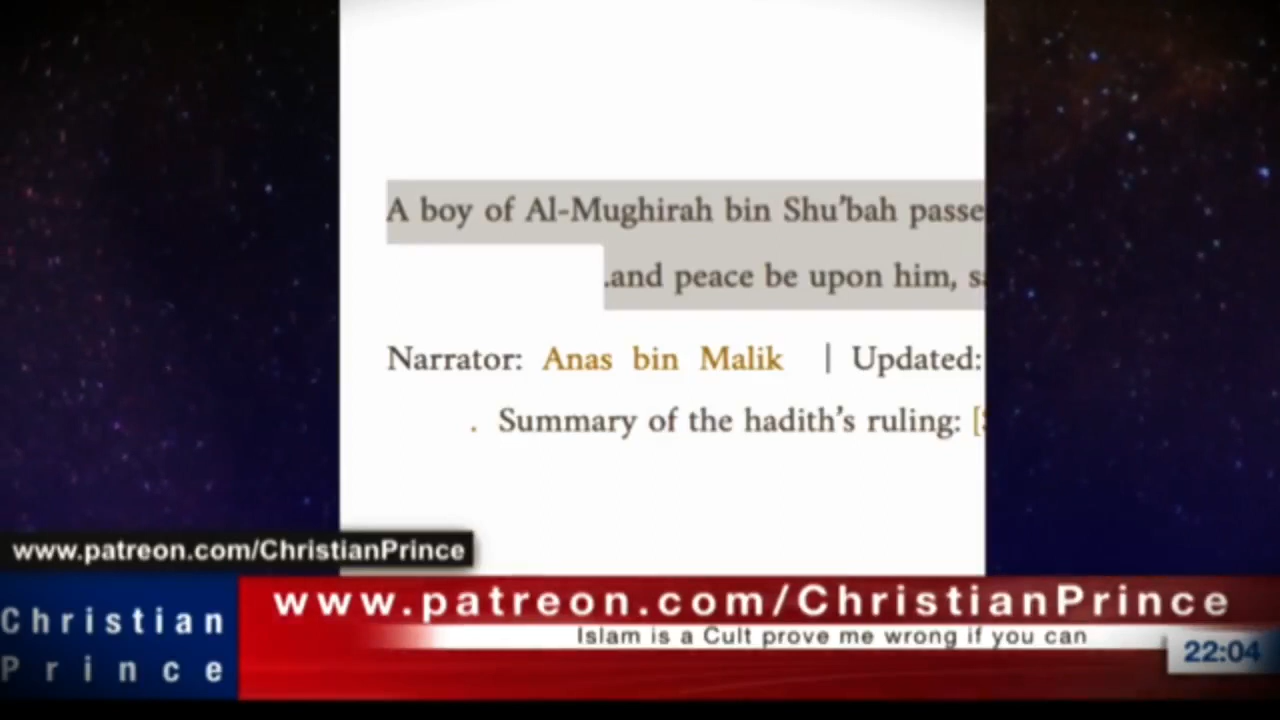 A boy of Al-Mughirah bin Shu’bah
.and peace be upon him,
Narrator: Anas bin Malik | Updated:
. Summary of the hadith’s ruling: [
www.patreon.com/ChristianPrince
www.patreon.com/ChristianPrince
Islam is a Cult prove me wrong if you can
Christian
Prince
22:04